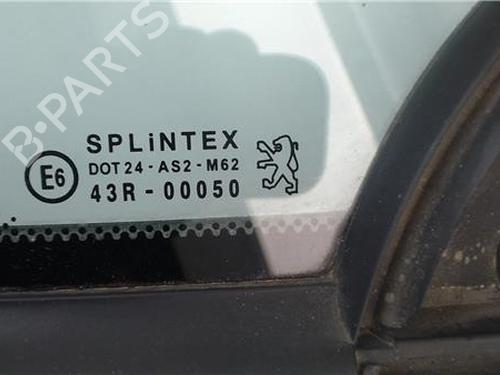 B-PARTS
SPLiNTEX
E6
DOT 24-AS2-M62
43R-00050